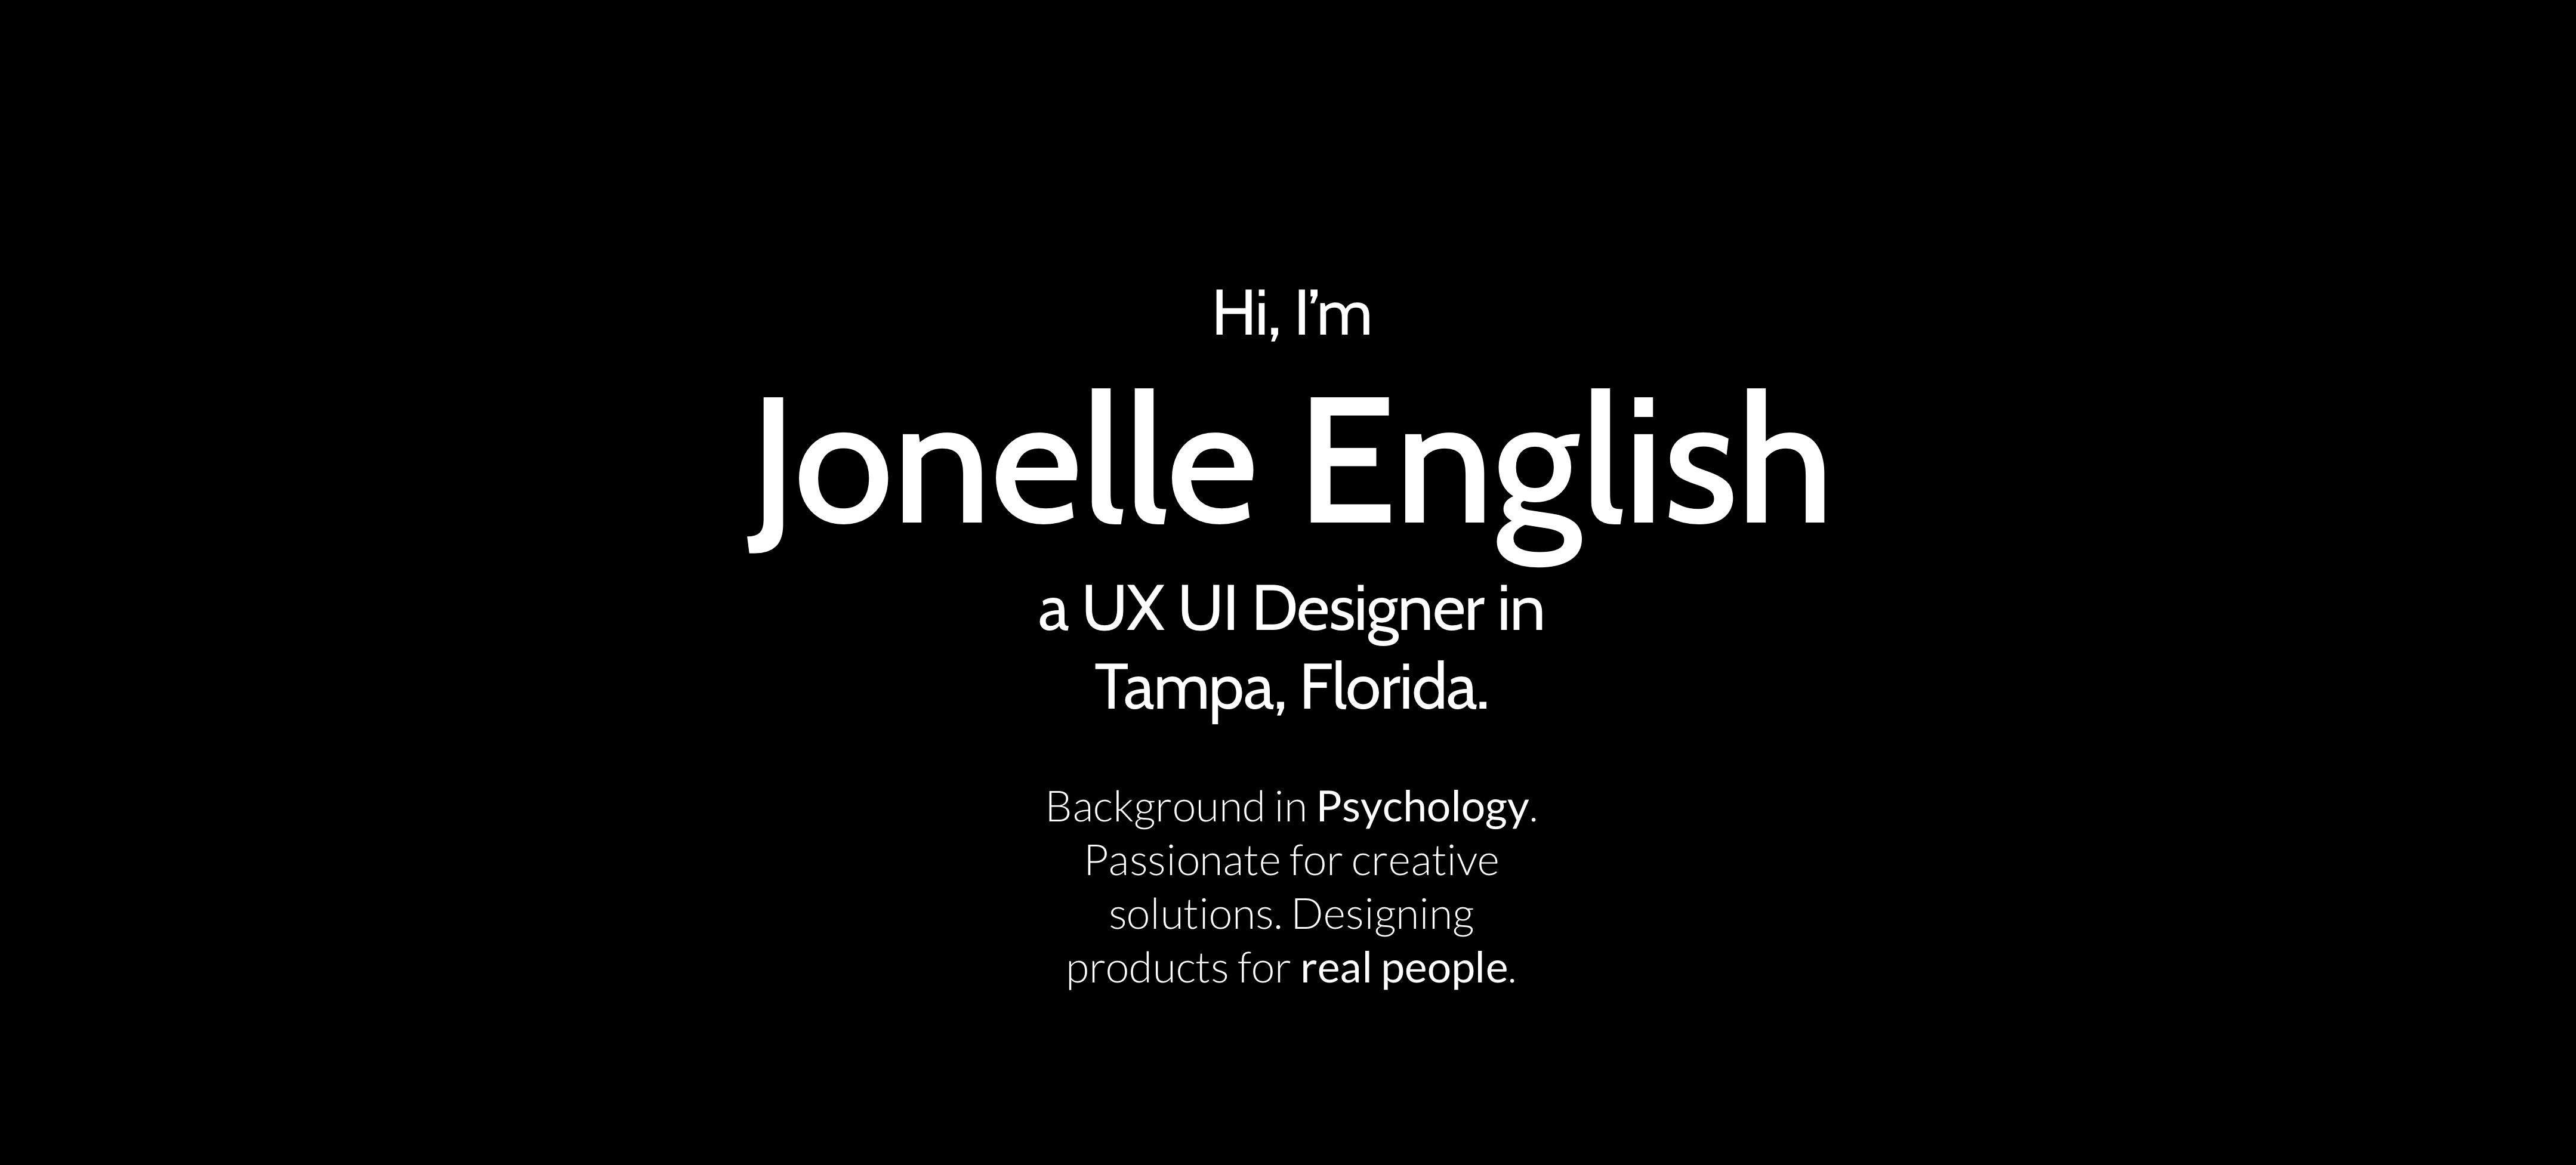 Hi, I’m
Jonelle English
a UX UI Designer in
Tampa, Florida.
Background in Psychology.
Passionate for creative
solutions. Designing
products for real people.